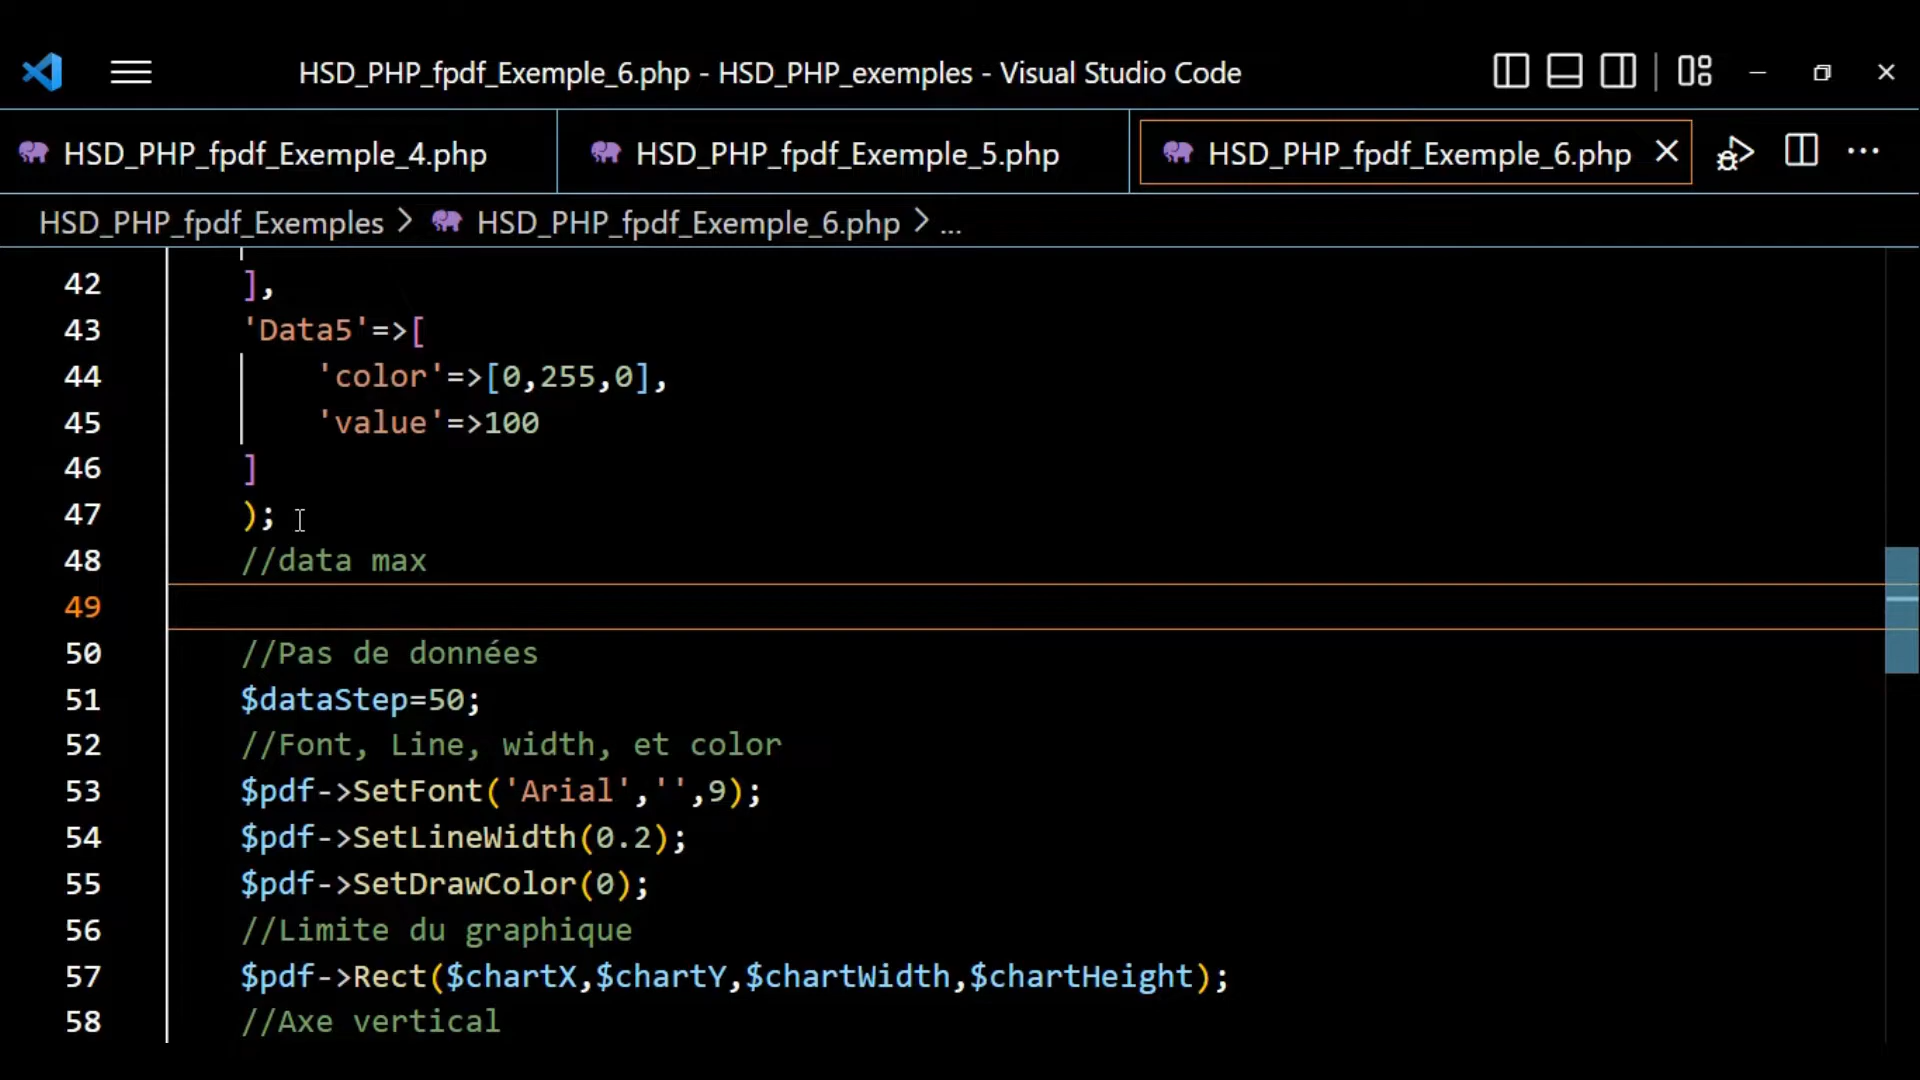 HSD_PHP_fpdf_Exemple_6.php - HSD_PHP_exemples - Visual Studio Code
HSD_PHP_fpdf_Exemple_4.php HSD_PHP_fpdf_Exemple_5.php HSD_PHP_fpdf_Exemple_6.php
HSD_PHP_fpdf_Exemples > HSD_PHP_fpdf_Exemple_6.php > ...
42 ],
43 'Data5'=>[
44 'color'=>[0,255,0],
45 'value'=>100
46 ]
47 );
48 //data max
49
50 //Pas de données
51 $dataStep=50;
52 //Font, Line, width, et color
53 $pdf->SetFont('Arial','',9);
54 $pdf->SetLineWidth(0.2);
55 $pdf->SetDrawColor(0);
56 //Limite du graphique
57 $pdf->Rect($chartX,$chartY,$chartWidth,$chartHeight);
58 //Axe vertical